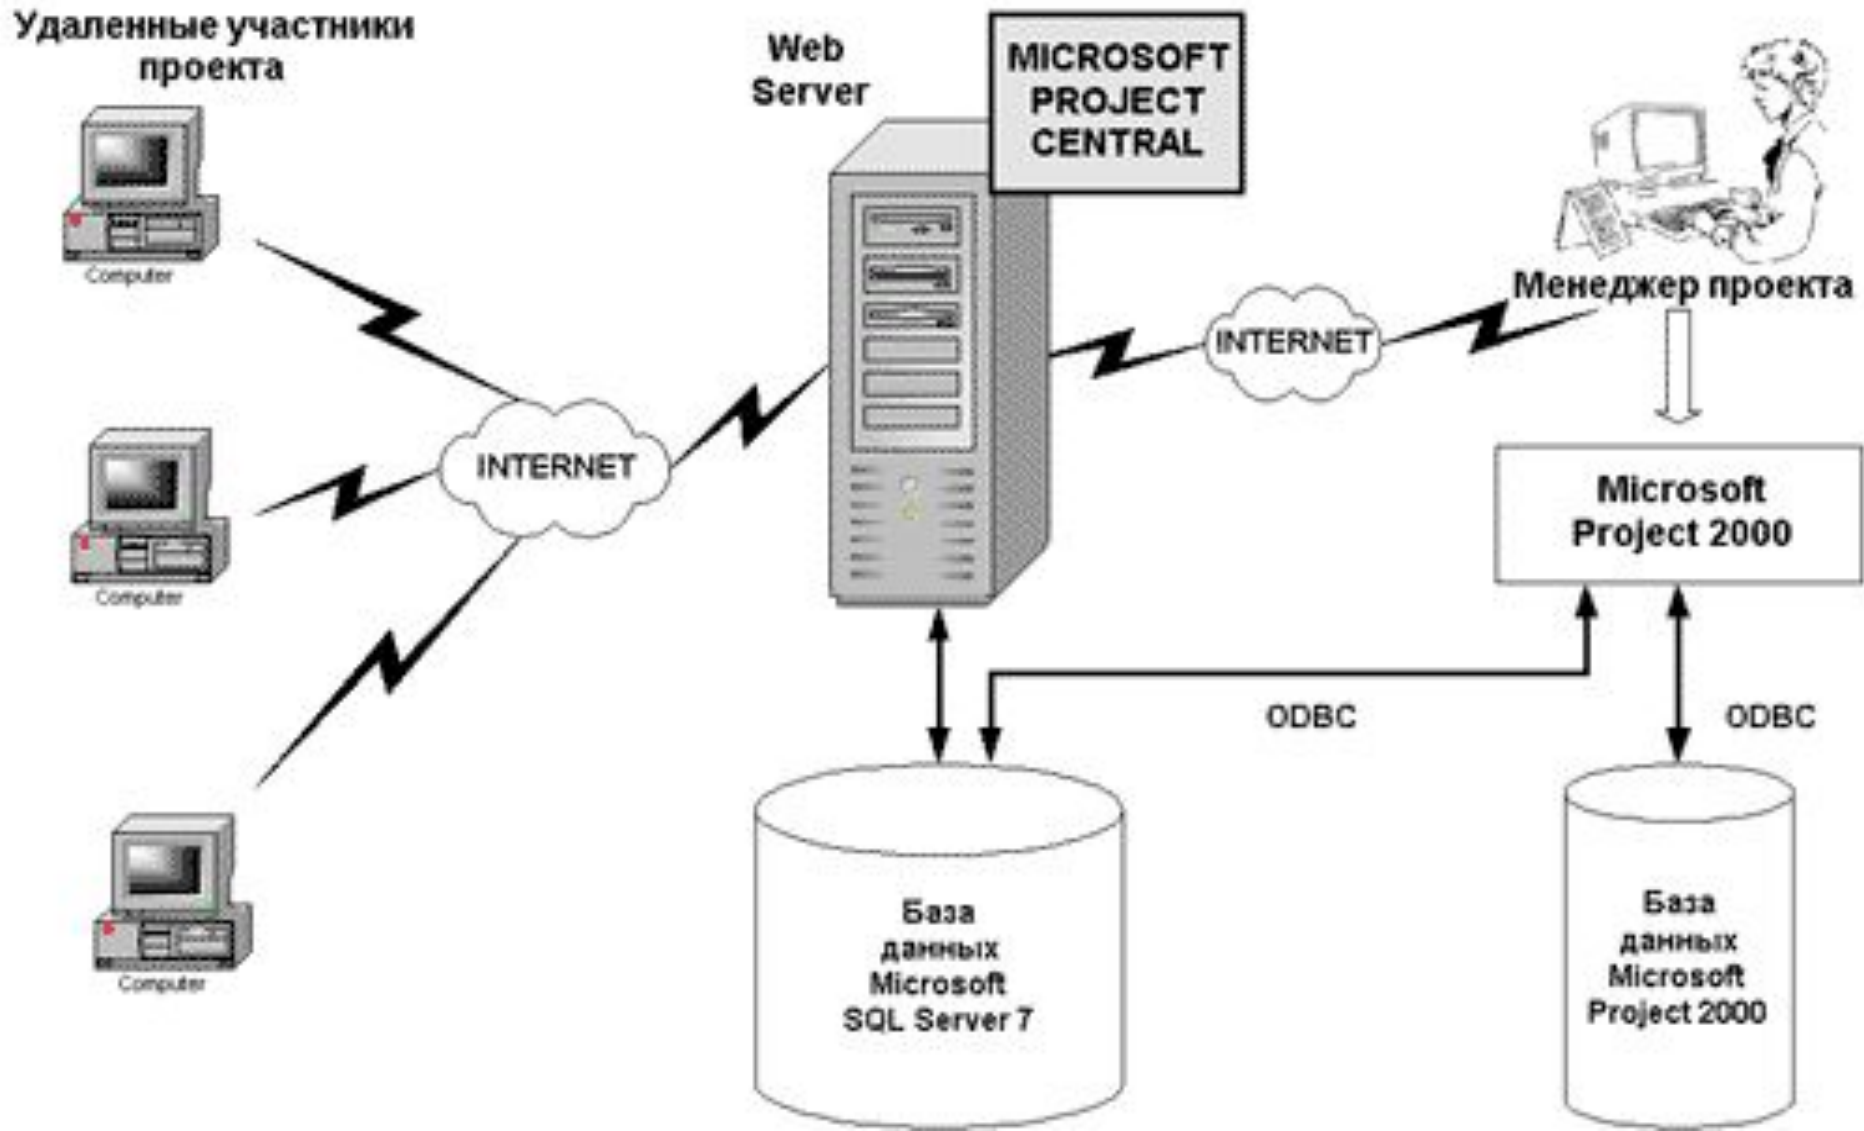 Удаленные участники
проекта
Web
Server
MICROSOFT
PROJECT
CENTRAL
Computer
Менеджер проекта
INTERNET
INTERNET
Microsoft
Project 2000
Computer
ODBC
ODBC
База
данных
Microsoft
SQL Server 7
База
данных
Microsoft
Project 2000
Computer